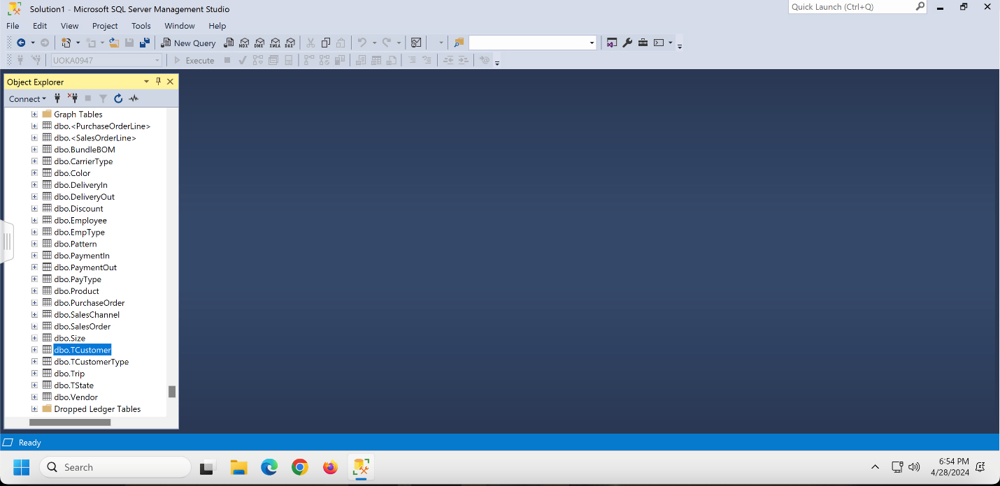 Solution1 - Microsoft SQL Server Management Studio
Quick Launch (Ctrl+Q)
File Edit View Project Tools Window Help
New Query MDX DMX XMLA DAX
UOKA0947 Execute
Object Explorer
Connect
Graph Tables
dbo.<PurchaseOrderLine>
dbo.<SalesOrderLine>
dbo.BundleBOM
dbo.CarrierType
dbo.Color
dbo.DeliveryIn
dbo.DeliveryOut
dbo.Discount
dbo.Employee
dbo.EmpType
dbo.Pattern
dbo.PaymentIn
dbo.PaymentOut
dbo.PayType
dbo.Product
dbo.PurchaseOrder
dbo.SalesChannel
dbo.SalesOrder
dbo.Size
dbo.TCustomer
dbo.TCustomerType
dbo.Trip
dbo.TState
dbo.Vendor
Dropped Ledger Tables
Ready
Search
6:54 PM
4/28/2024